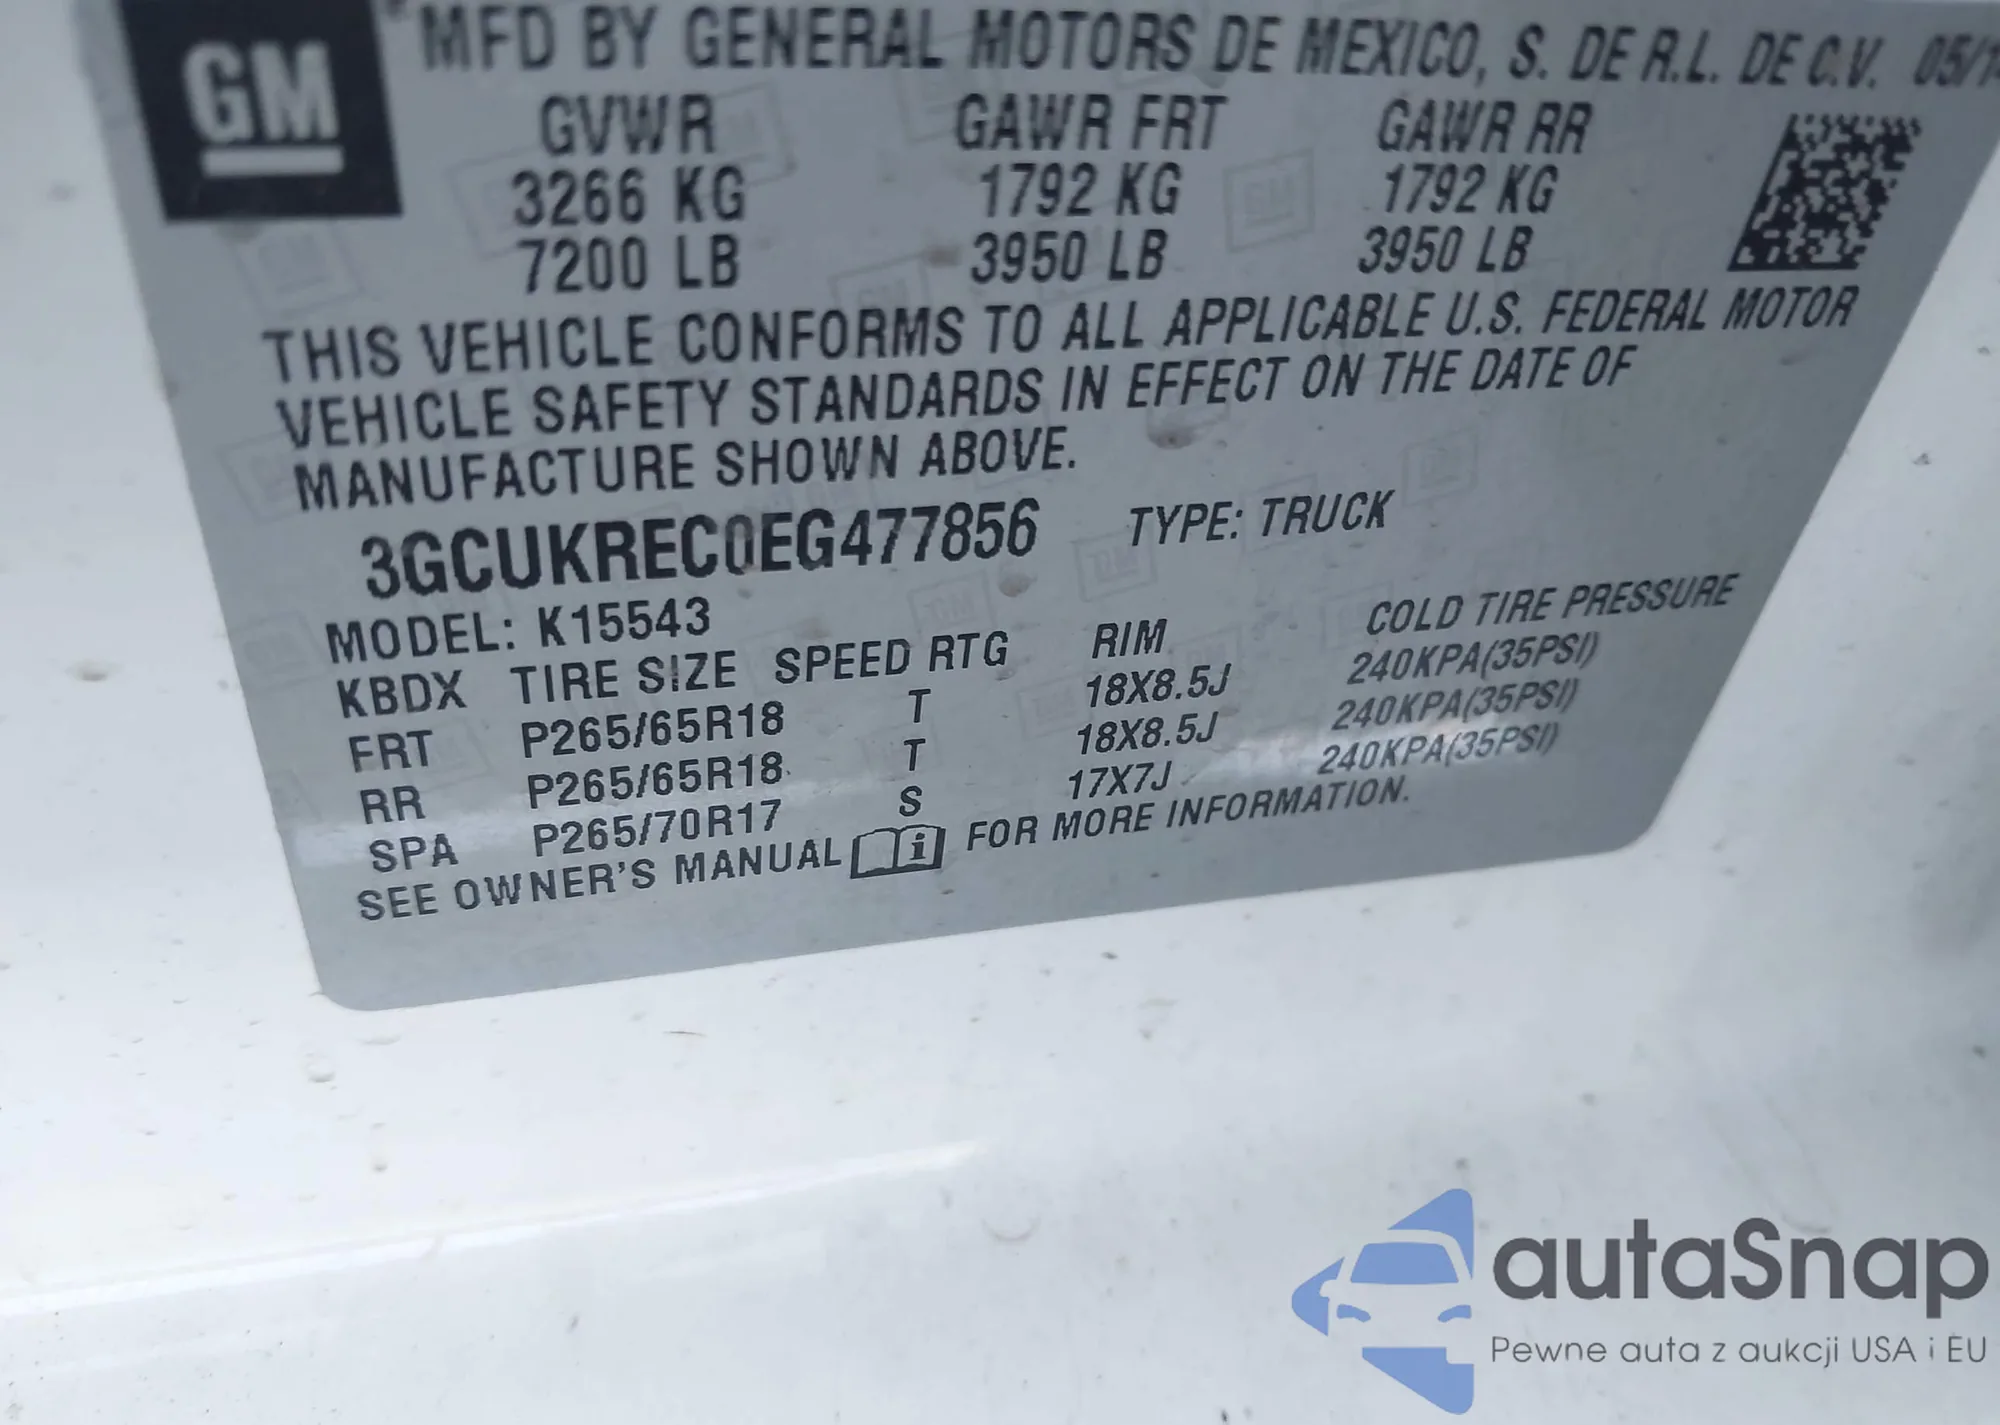 GM
MFD BY GENERAL MOTORS DE MEXICO, S. DE R.L. DE C.V. 05/1
GVWR GAWR FRT GAWR RR
3266 KG 1792 KG 1792 KG
7200 LB 3950 LB 3950 LB
THIS VEHICLE CONFORMS TO ALL APPLICABLE U.S. FEDERAL MOTOR
VEHICLE SAFETY STANDARDS IN EFFECT ON THE DATE OF
MANUFACTURE SHOWN ABOVE.
3GCUKREC0EG477856 TYPE: TRUCK
MODEL: K15543
KBDX TIRE SIZE SPEED RTG RIM COLD TIRE PRESSURE
FRT P265/65R18 T 18X8.5J 240KPA(35PSI)
RR P265/65R18 T 18X8.5J 240KPA(35PSI)
SPA P265/70R17 S 17X7J 240KPA(35PSI)
SEE OWNER'S MANUAL FOR MORE INFORMATION.
autaSnap
Pewne auta z aukcji USA i EU